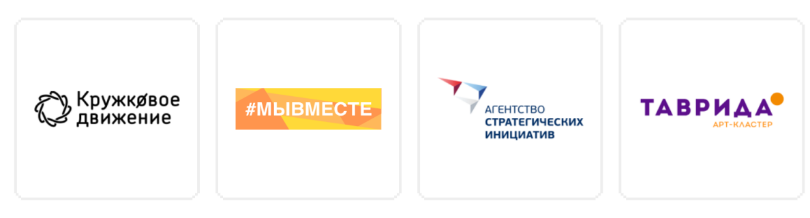 Кружковое
движение
#МЫВМЕСТЕ
АГЕНТСТВО
СТРАТЕГИЧЕСКИХ
ИНИЦИАТИВ
ТАВРИДА
АРТ-КЛАСТЕР